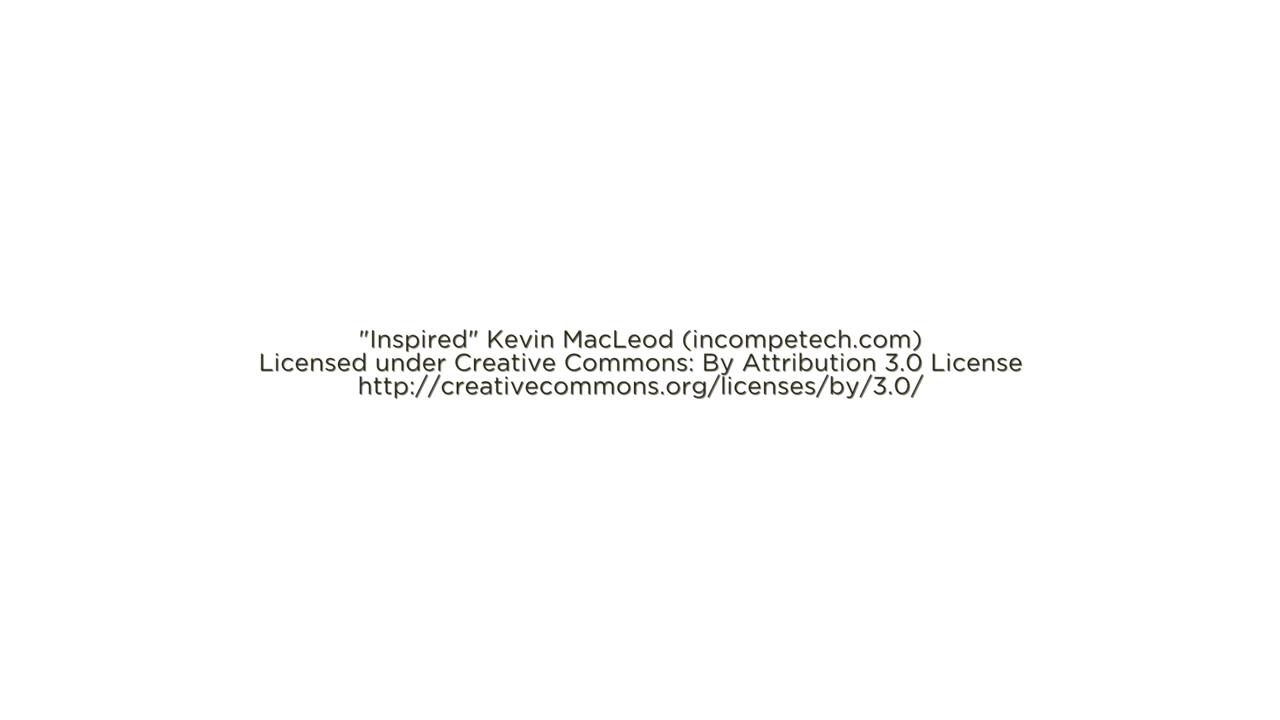 "Inspired" Kevin MacLeod (incompetech.com)
Licensed under Creative Commons: By Attribution 3.0 License
http://creativecommons.org/licenses/by/3.0/